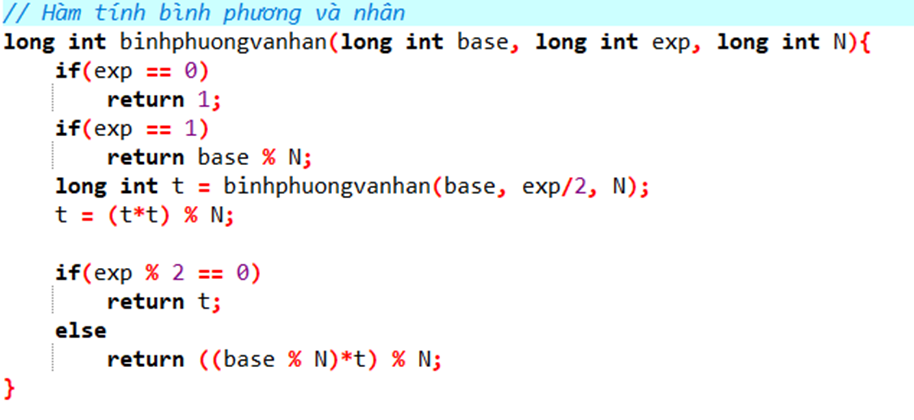 // Hàm tính bình phương và nhân
long int binhphuongvanhan(long int base, long int exp, long int N){
    if(exp == 0)
        return 1;
    if(exp == 1)
        return base % N;
    long int t = binhphuongvanhan(base, exp/2, N);
    t = (t*t) % N;

    if(exp % 2 == 0)
        return t;
    else
        return ((base % N)*t) % N;
}